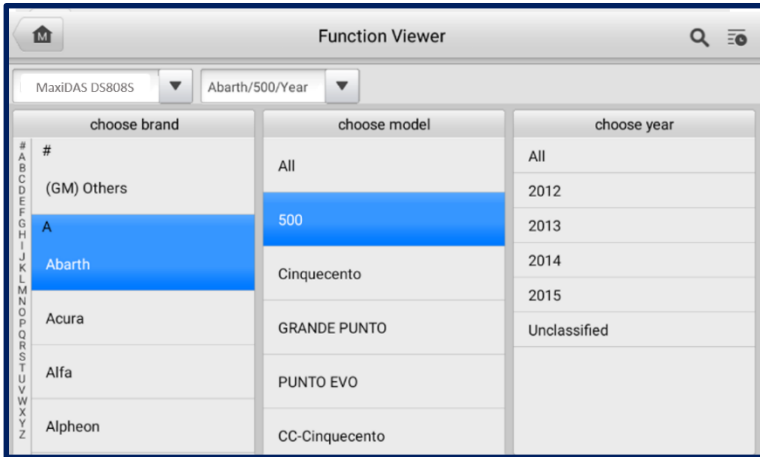 M
Function Viewer
MaxiDAS DS808S
Abarth/500/Year
choose brand
#
A
B
C
D
E
F
G
H
I
J
K
L
M
N
O
P
Q
R
S
T
U
V
W
X
Y
Z
#
(GM) Others
A
Abarth
Acura
Alfa
Alpheon
choose model
All
500
Cinquecento
GRANDE PUNTO
PUNTO EVO
CC-Cinquecento
choose year
All
2012
2013
2014
2015
Unclassified